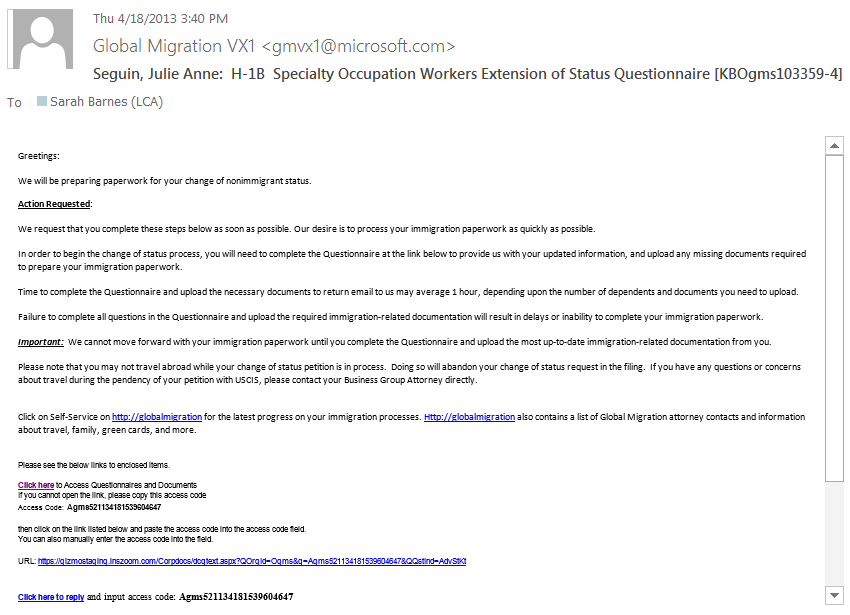 Thu 4/18/2013 3:40 PM
Global Migration VX1 <gmvx1@microsoft.com>
Seguin, Julie Anne:  H-1B  Specialty Occupation Workers Extension of Status Questionnaire [KBOgms103359-4]
To Sarah Barnes (LCA)
Greetings:
We will be preparing paperwork for your change of nonimmigrant status.
Action Requested:
We request that you complete these steps below as soon as possible. Our desire is to process your immigration paperwork as quickly as possible.
In order to begin the change of status process, you will need to complete the Questionnaire at the link below to provide us with your updated information, and upload any missing documents required
to prepare your immigration paperwork.
Time to complete the Questionnaire and upload the necessary documents to return email to us may average 1 hour, depending upon the number of dependents and documents you need to upload.
Failure to complete all questions in the Questionnaire and upload the required immigration-related documentation will result in delays or inability to complete your immigration paperwork.
Important:  We cannot move forward with your immigration paperwork until you complete the Questionnaire and upload the most up-to-date immigration-related documentation from you.
Please note that you may not travel abroad while your change of status petition is in process.  Doing so will abandon your change of status request in the filing.  If you have any questions or concerns
about travel during the pendency of your petition with USCIS, please contact your Business Group Attorney directly.
Click on Self-Service on http://globalmigration for the latest progress on your immigration processes. Http://globalmigration also contains a list of Global Migration attorney contacts and information
about travel, family, green cards, and more.
Please see the below links to enclosed items.
Click here to Access Questionnaires and Documents
If you cannot open the link, please copy this access code
Access Code: Agms521134181539604647
then click on the link listed below and paste the access code into the access code field.
You can also manually enter the access code into the field.
URL: https://gizmostaging.inszoom.com/Corpdocs/dcqtext.aspx?QOrgId=Ogms&q=Agms521134181539604647&QQstInd=AdvStKt
Click here to reply and input access code: Agms521134181539604647